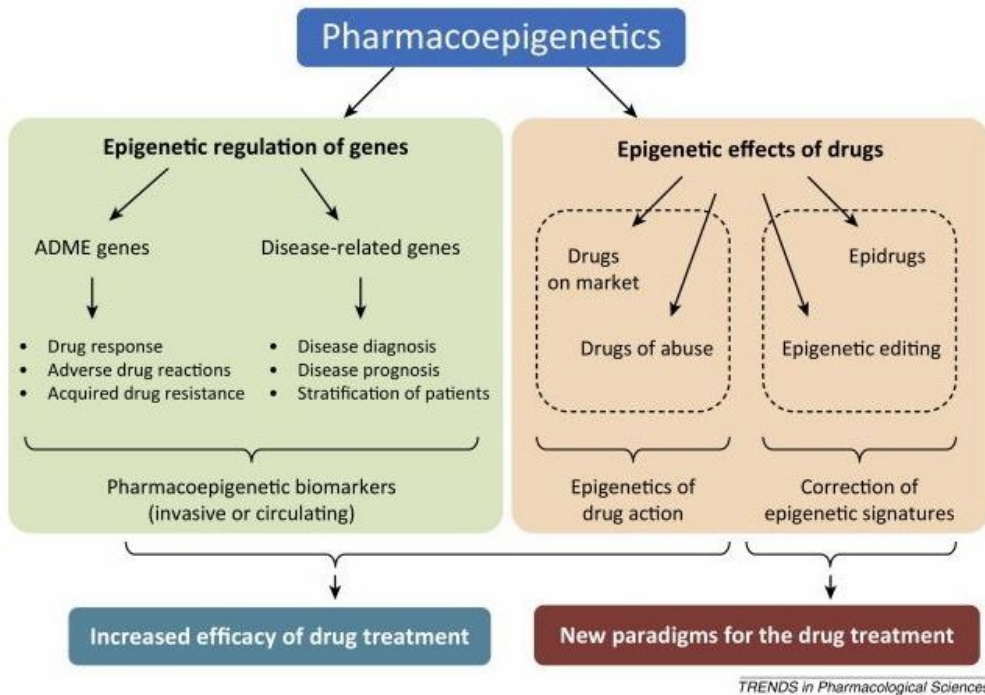 Pharmacoepigenetics
Epigenetic regulation of genes
ADME genes
Disease-related genes
• Drug response
• Adverse drug reactions
• Acquired drug resistance
• Disease diagnosis
• Disease prognosis
• Stratification of patients
Pharmacoepigenetic biomarkers
(invasive or circulating)
Epigenetic effects of drugs
Drugs
on market
Drugs of abuse
Epidrugs
Epigenetic editing
Epigenetics of
drug action
Correction of
epigenetic signatures
Increased efficacy of drug treatment
New paradigms for the drug treatment
TRENDS in Pharmacological Sciences